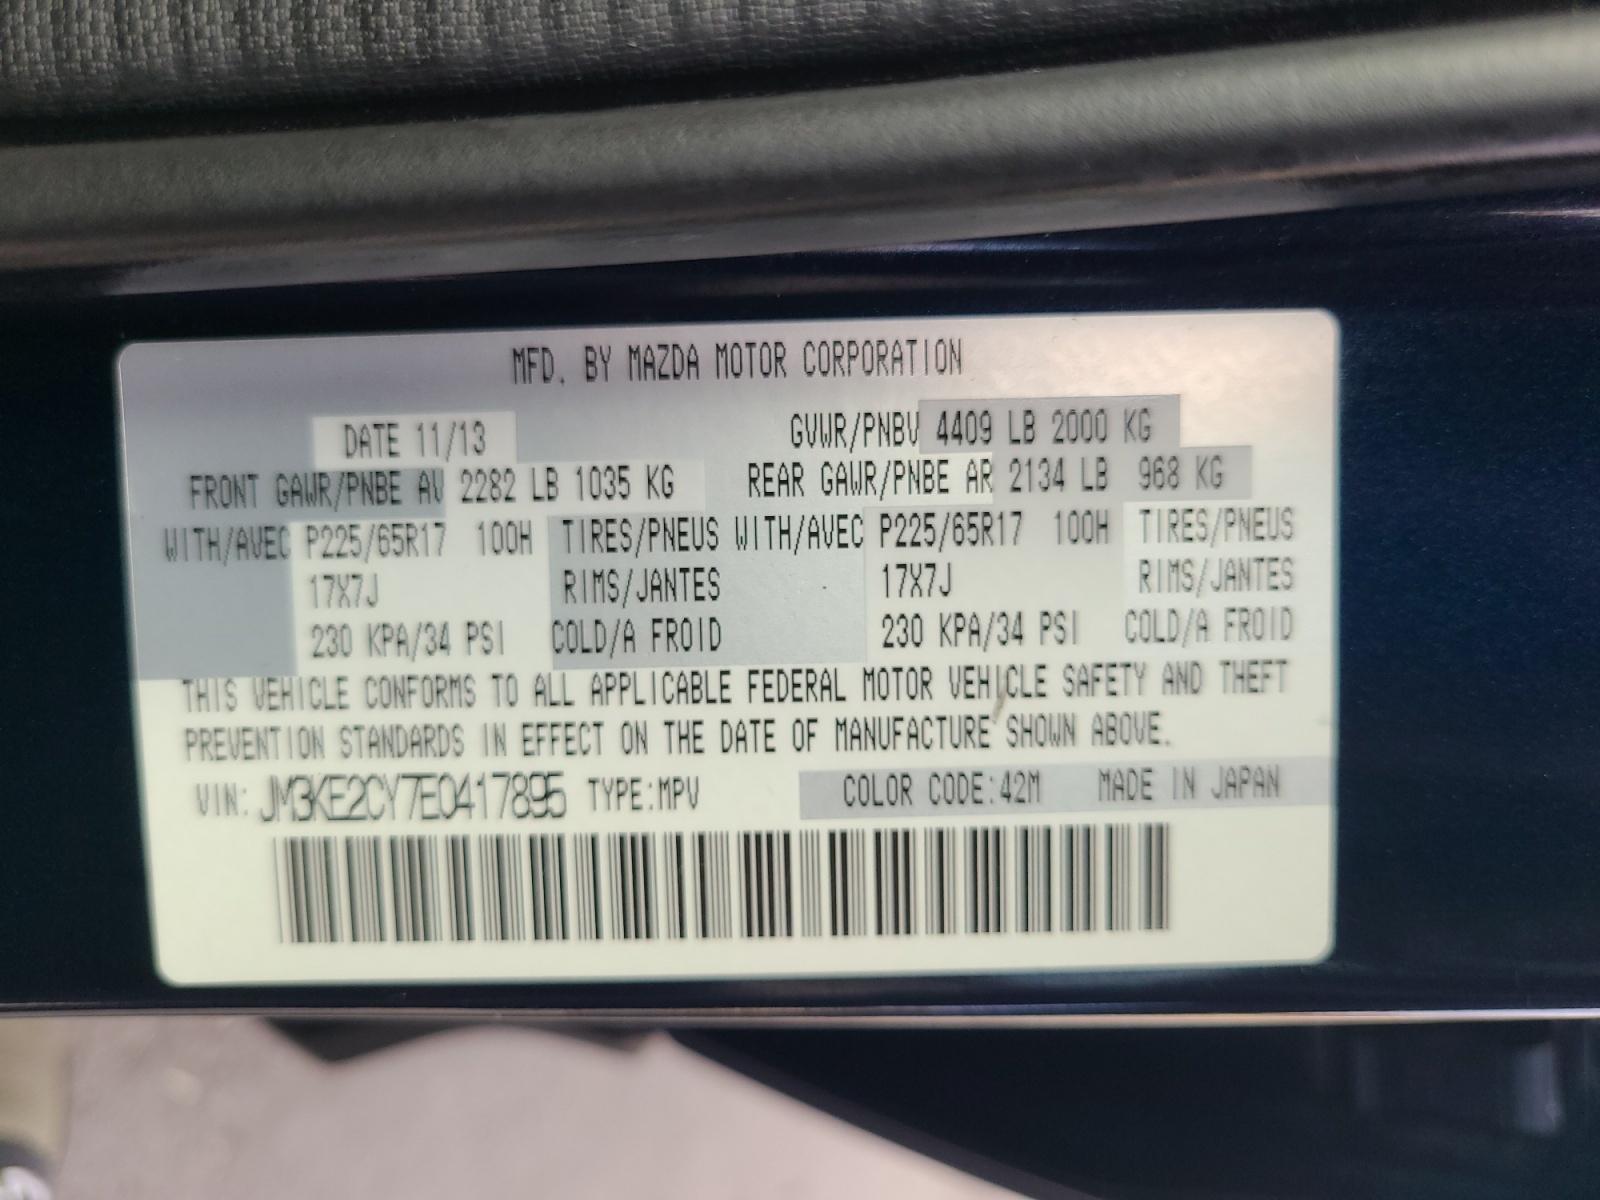 MFD. BY MAZDA MOTOR CORPORATION
DATE 11/13 GVWR/PNBV 4409 LB 2000 KG
FRONT GAWR/PNBE AV 2282 LB 1035 KG REAR GAWR/PNBE AR 2134 LB 968 KG
WITH/AVEC P225/65R17 100H TIRES/PNEUS WITH/AVEC P225/65R17 100H TIRES/PNEUS
17X7J RIMS/JANTES 17X7J RIMS/JANTES
230 KPA/34 PSI COLD/A FROID 230 KPA/34 PSI COLD/A FROID
THIS VEHICLE CONFORMS TO ALL APPLICABLE FEDERAL MOTOR VEHICLE SAFETY AND THEFT
PREVENTION STANDARDS IN EFFECT ON THE DATE OF MANUFACTURE SHOWN ABOVE.
VIN: JM3KE2CY7E0417895 TYPE:MPV COLOR CODE:42M MADE IN JAPAN